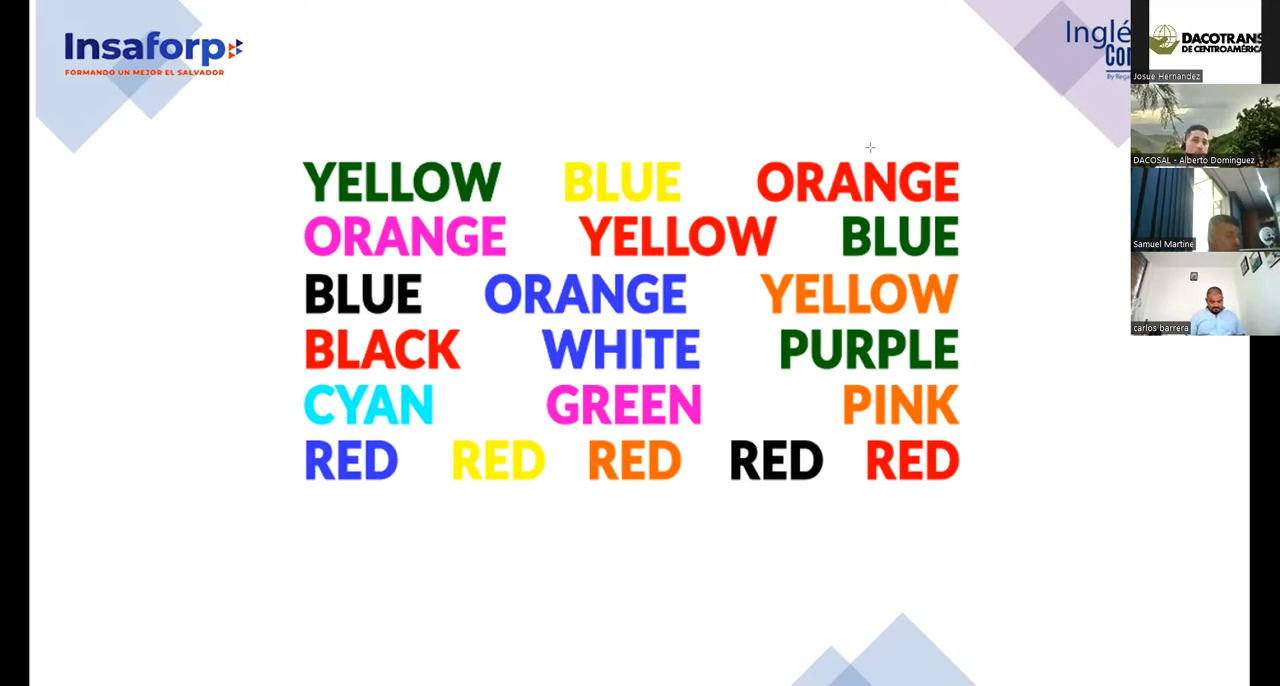 Insaforp
FORMANDO UN MEJOR EL SALVADOR
DACOTRANS
DE CENTROAMÉRICA
Josue Hernandez
DACOSAL - Alberto Dominguez
Samuel Martine
carlos barrera
YELLOW BLUE ORANGE
ORANGE YELLOW BLUE
BLUE ORANGE YELLOW
BLACK WHITE PURPLE
CYAN GREEN PINK
RED RED RED RED RED